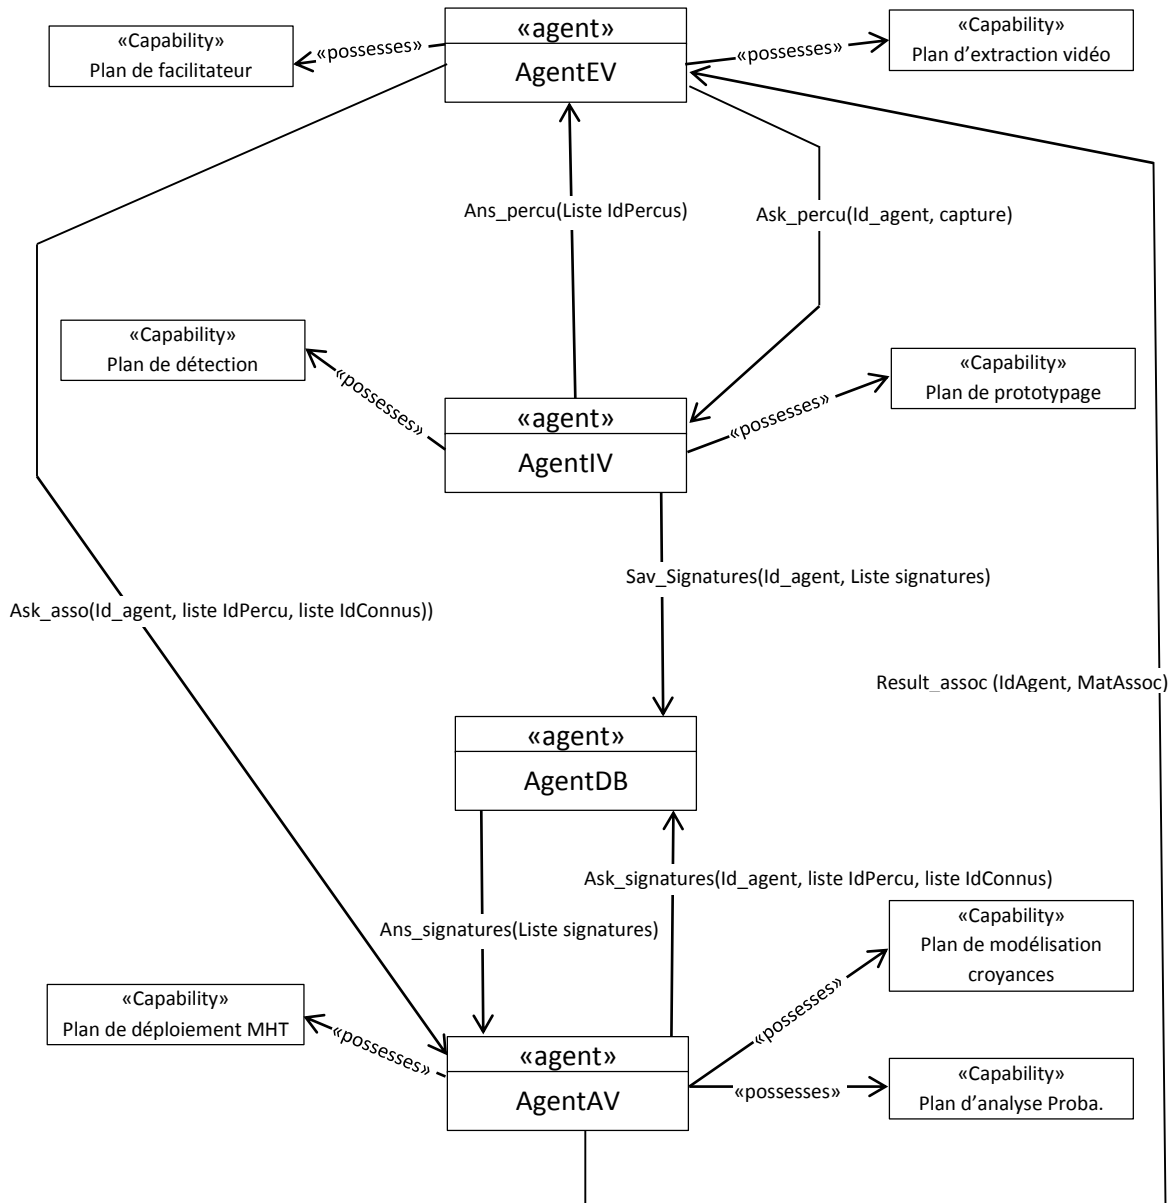 «Capability»
Plan de facilitateur
«possesses»
«agent»
AgentEV
«possesses»
«Capability»
Plan d’extraction vidéo
Ans_percu(Liste IdPercus)
Ask_percu(Id_agent, capture)
«Capability»
Plan de détection
«possesses»
«agent»
AgentIV
«possesses»
«Capability»
Plan de prototypage
Sav_Signatures(Id_agent, Liste signatures)
Ask_asso(Id_agent, liste IdPercu, liste IdConnus))
Result_assoc (IdAgent, MatAssoc)
«agent»
AgentDB
Ask_signatures(Id_agent, liste IdPercu, liste IdConnus)
Ans_signatures(Liste signatures)
«Capability»
Plan de modélisation
croyances
«possesses»
«Capability»
Plan de déploiement MHT
«possesses»
«agent»
AgentAV
«possesses»
«Capability»
Plan d’analyse Proba.